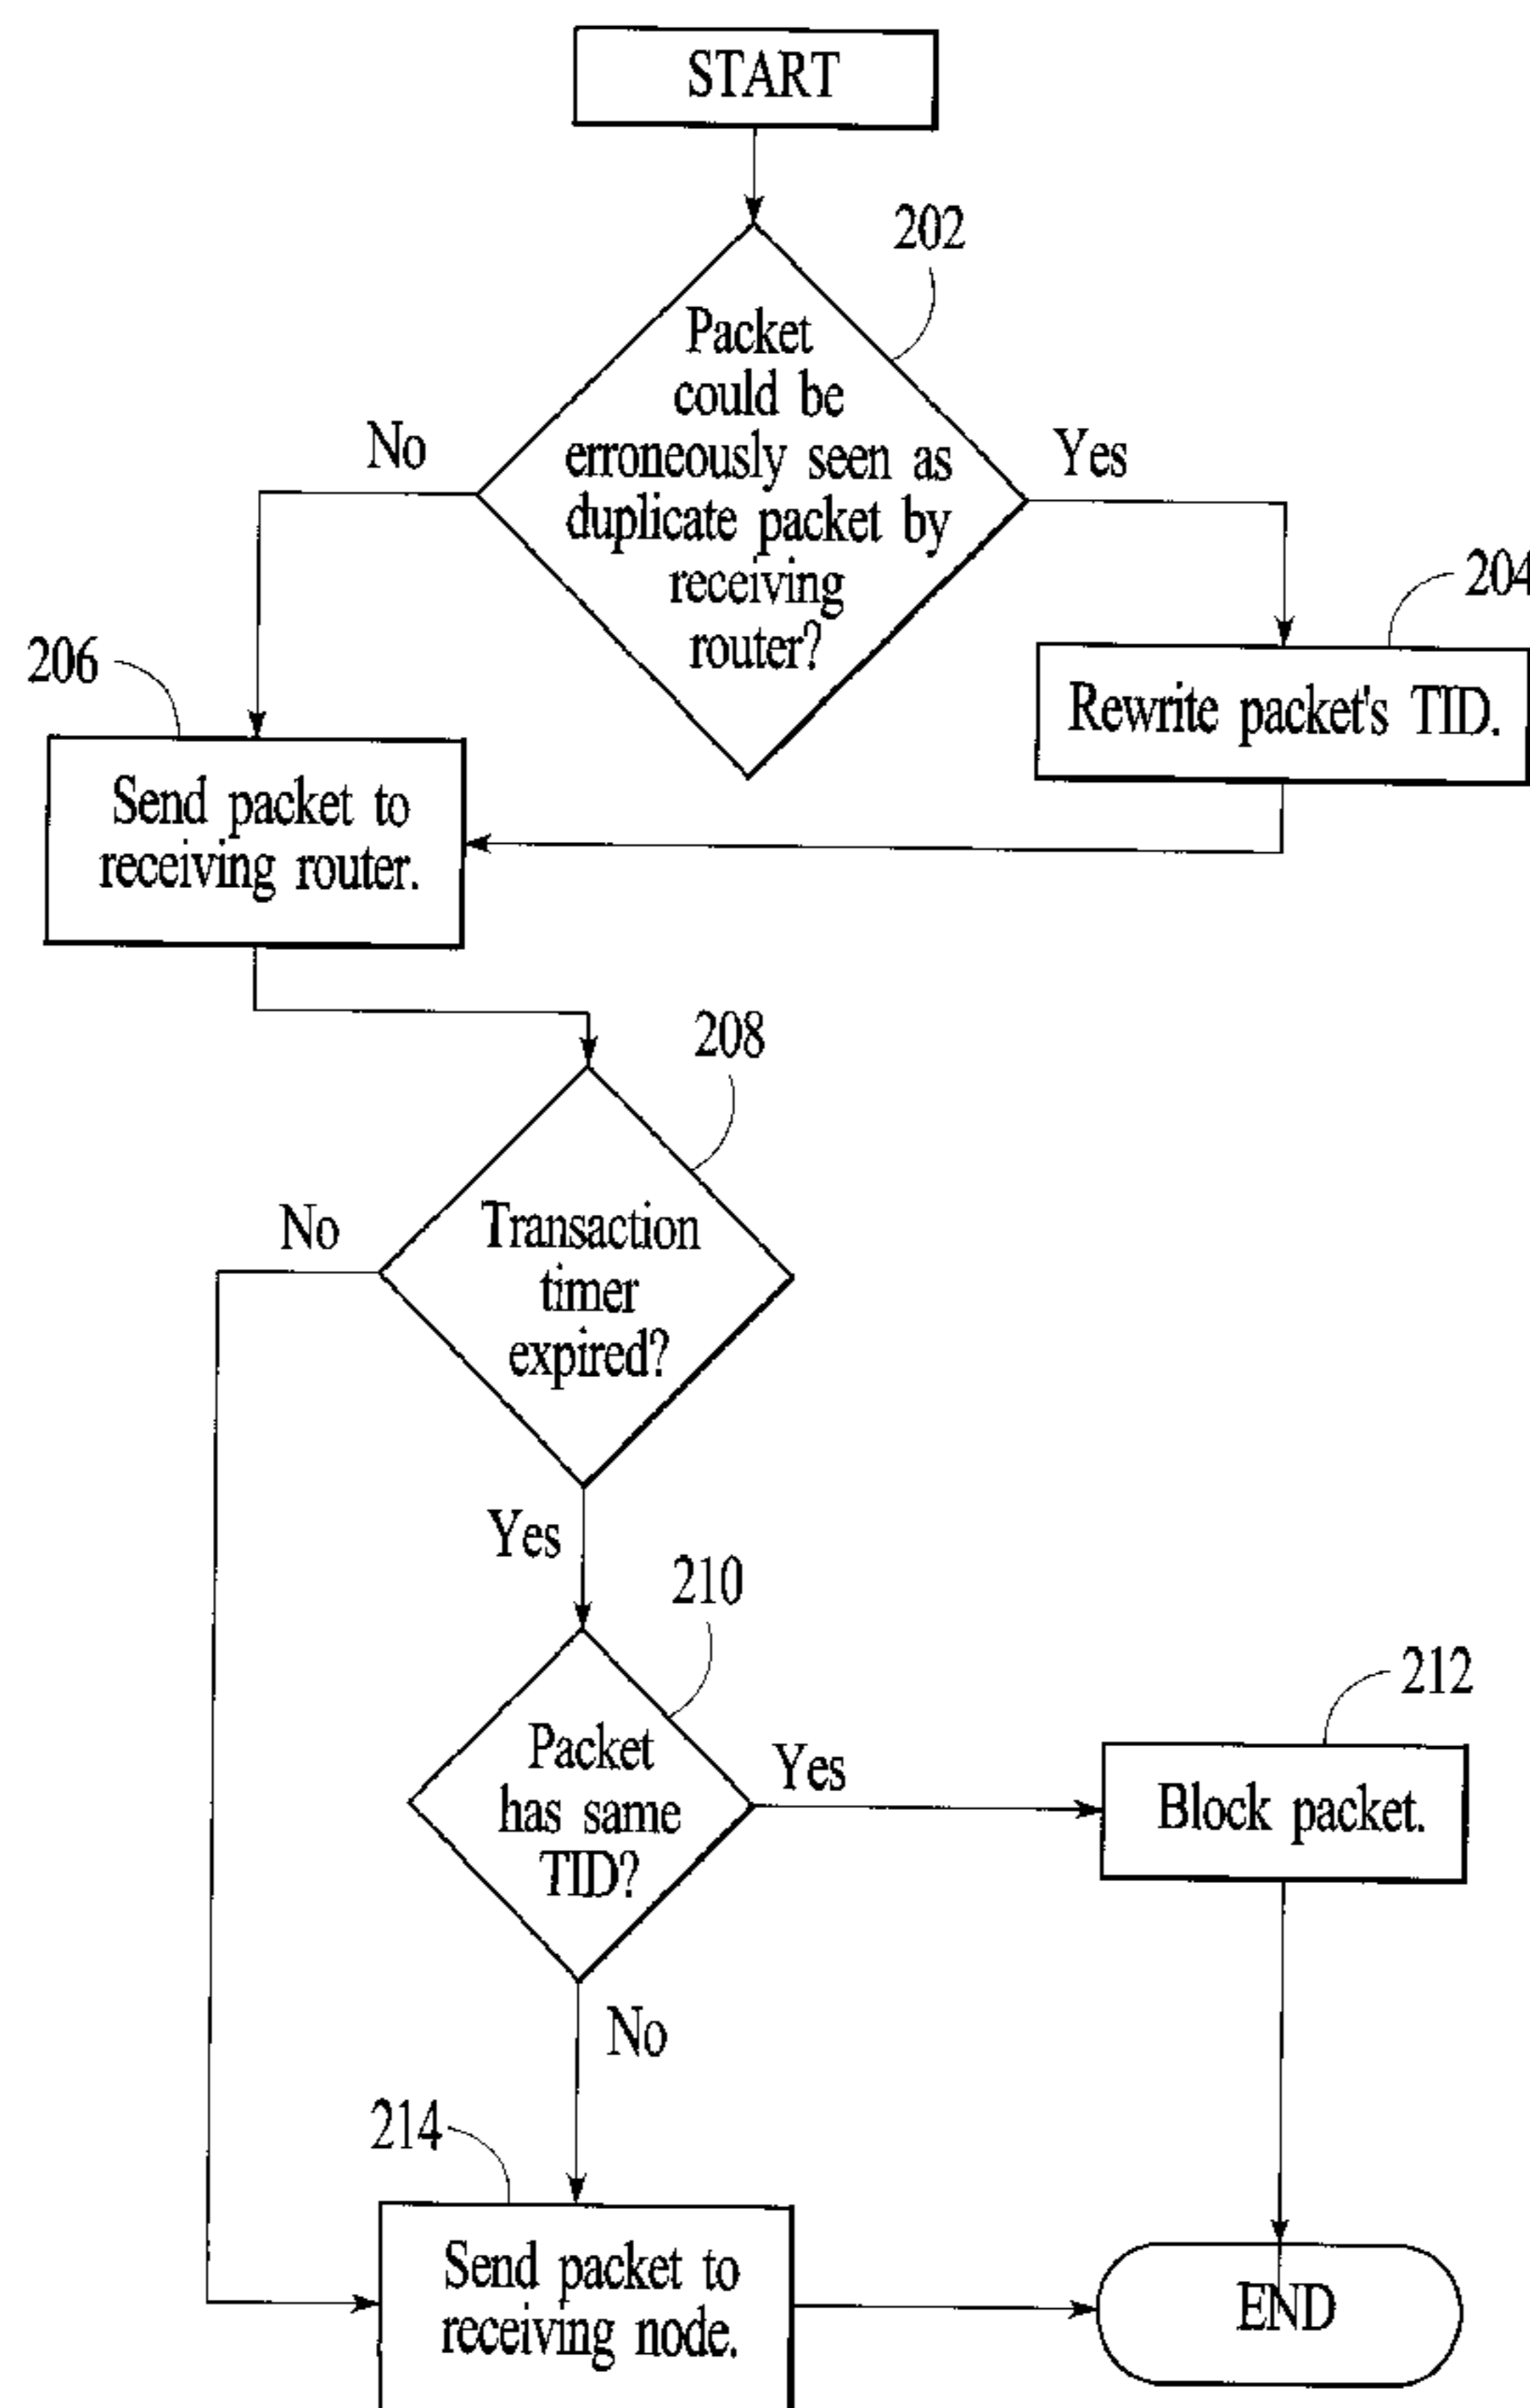 START
202
Packet
could be
erroneously seen as
duplicate packet by
receiving
router?
No
Yes
204
Rewrite packet's TID.
206
Send packet to
receiving router.
208
Transaction
timer
expired?
No
Yes
210
Packet
has same
TID?
Yes
212
Block packet.
No
214
Send packet to
receiving node.
END